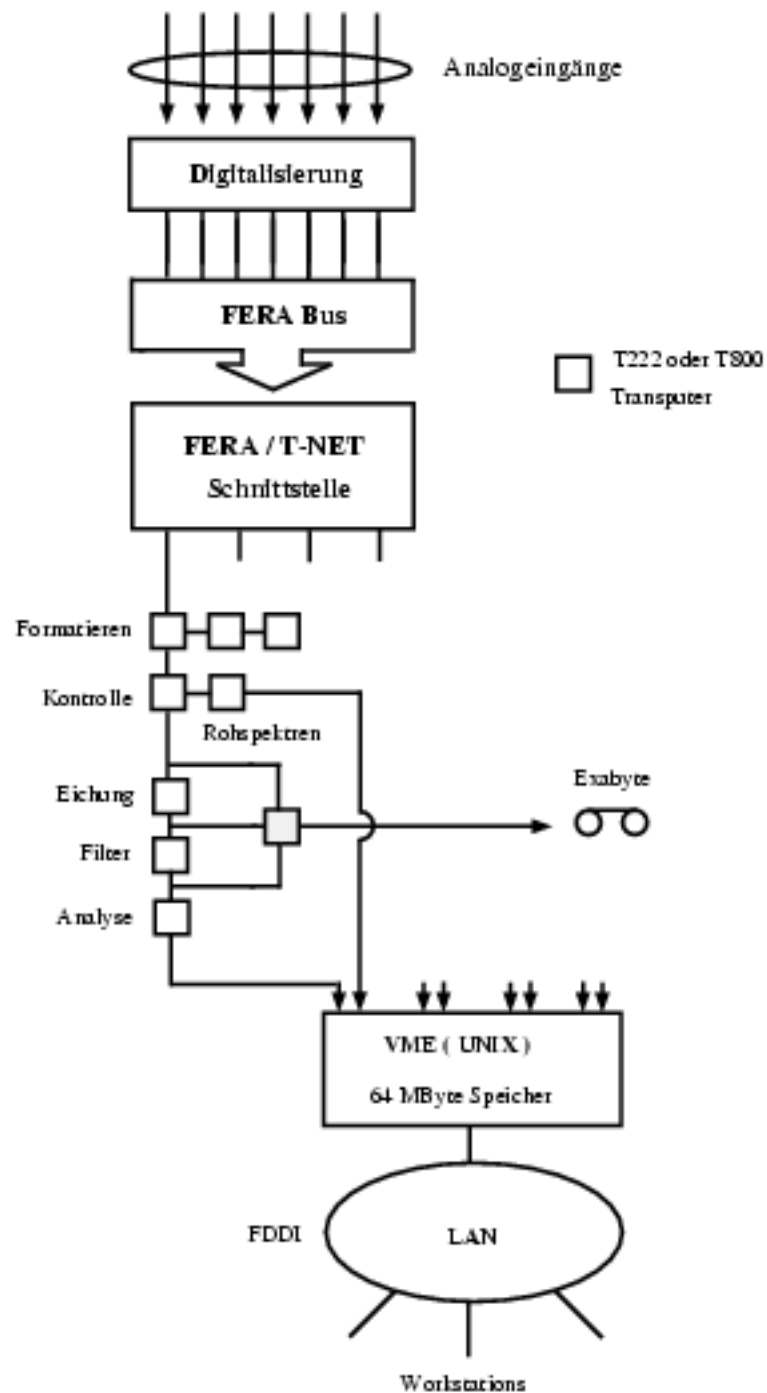 Analogeingänge
Digitalisierung
FERA Bus
T222 oder T800
Transputer
FERA / T-NET
Schnittstelle
Formatieren
Kontrolle
Rohspektren
Exabyte
Eichung
Filter
Analyse
VME ( UNIX )
64 MByte Speicher
FDDI
LAN
Workstations